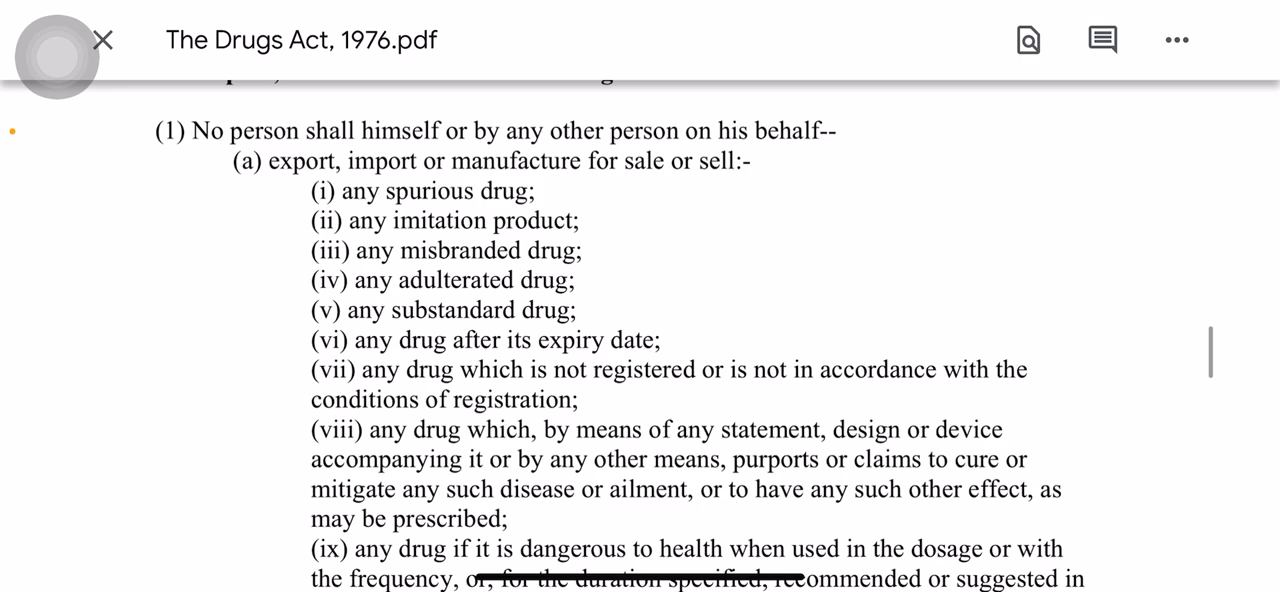 The Drugs Act, 1976.pdf
(1) No person shall himself or by any other person on his behalf--
(a) export, import or manufacture for sale or sell:-
(i) any spurious drug;
(ii) any imitation product;
(iii) any misbranded drug;
(iv) any adulterated drug;
(v) any substandard drug;
(vi) any drug after its expiry date;
(vii) any drug which is not registered or is not in accordance with the
conditions of registration;
(viii) any drug which, by means of any statement, design or device
accompanying it or by any other means, purports or claims to cure or
mitigate any such disease or ailment, or to have any such other effect, as
may be prescribed;
(ix) any drug if it is dangerous to health when used in the dosage or with
the frequency, or, for the duration specified, recommended or suggested in